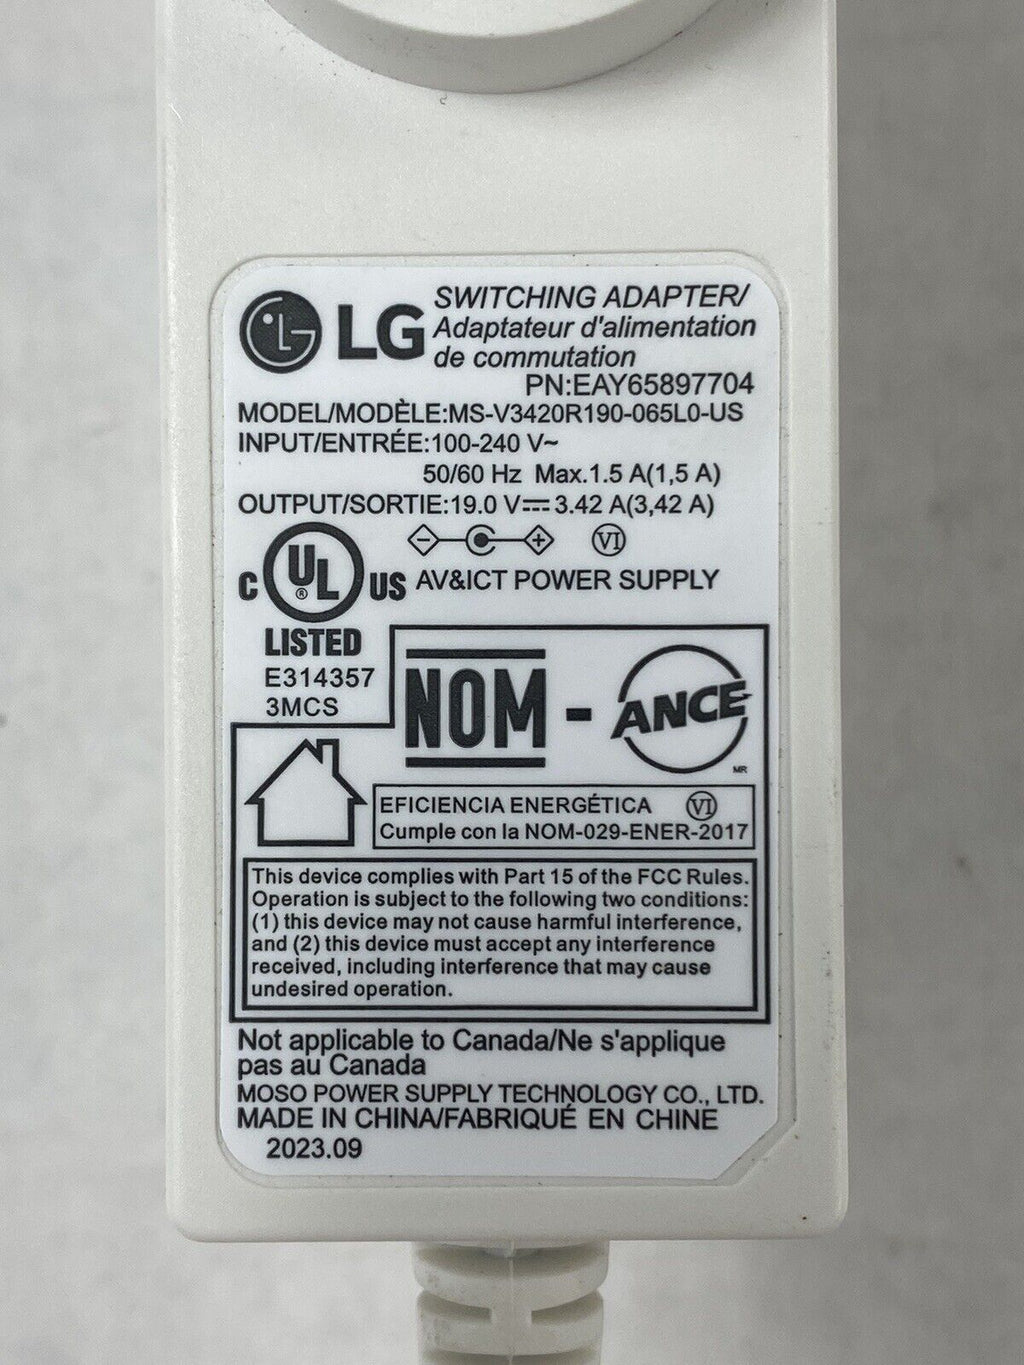 LG SWITCHING ADAPTER/
Adaptateur d'alimentation
de commutation
PN:EAY65897704
MODEL/MODÈLE:MS-V3420R190-065L0-US
INPUT/ENTRÉE:100-240 V~
50/60 Hz Max.1.5 A(1,5 A)
OUTPUT/SORTIE:19.0 V⎓3.42 A(3,42 A)
VI
C UL ® US AV&ICT POWER SUPPLY
LISTED
E314357
3MCS
NOM - ANCE
MR
EFICIENCIA ENERGÉTICA VI
Cumple con la NOM-029-ENER-2017
This device complies with Part 15 of the FCC Rules.
Operation is subject to the following two conditions:
(1) this device may not cause harmful interference,
and (2) this device must accept any interference
received, including interference that may cause
undesired operation.
Not applicable to Canada/Ne s'applique
pas au Canada
MOSO POWER SUPPLY TECHNOLOGY CO., LTD.
MADE IN CHINA/FABRIQUÉ EN CHINE
2023.09